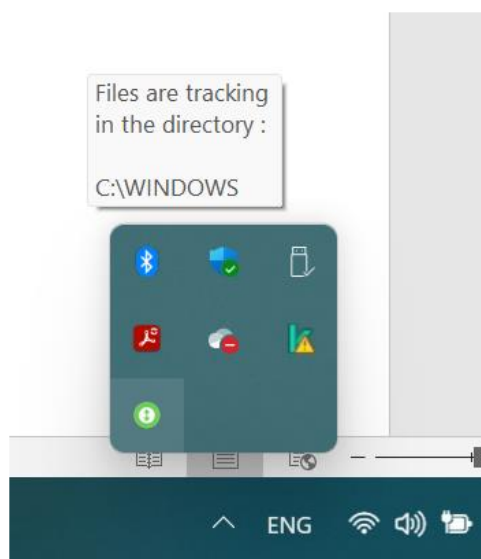 Files are tracking
in the directory :
C:\WINDOWS
ENG